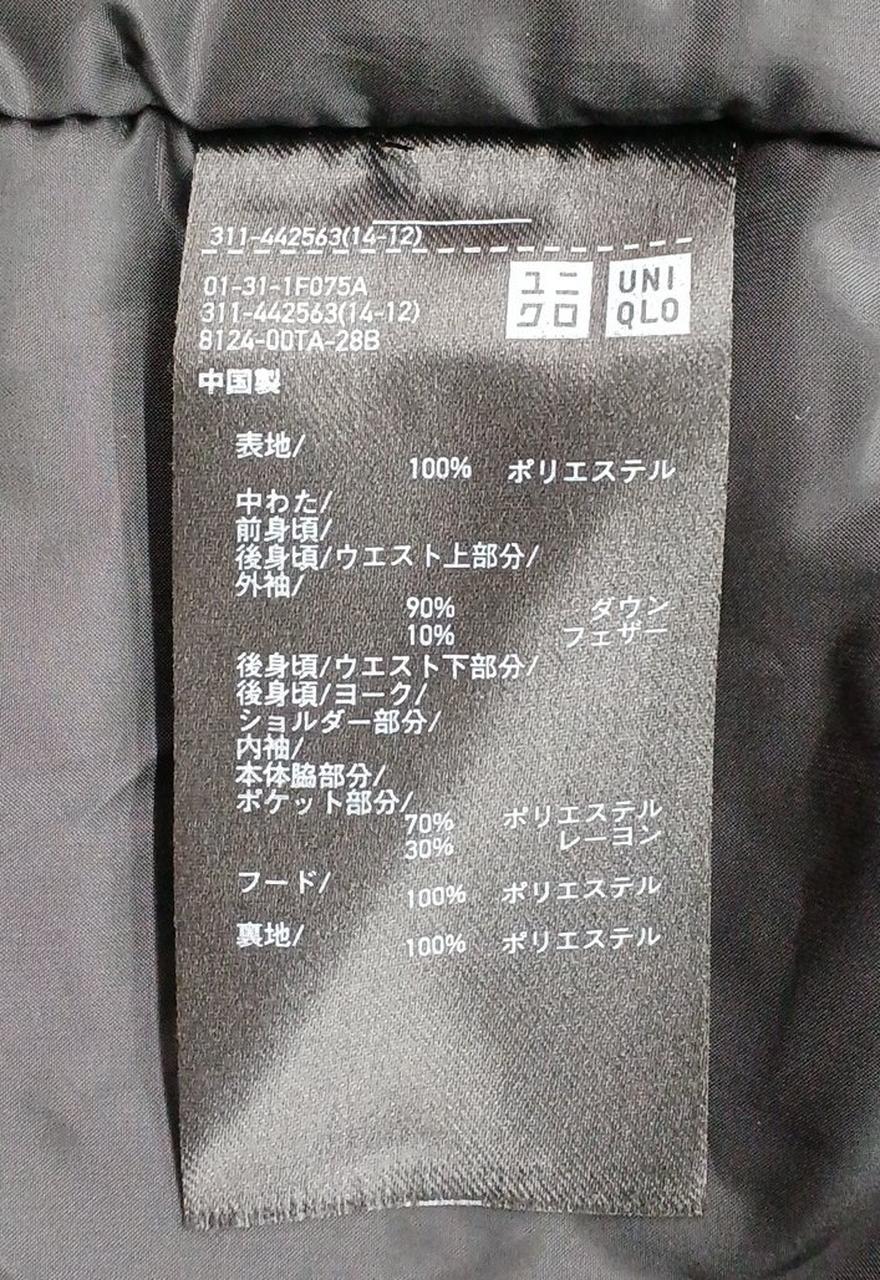 311-442563(14-12)
01-31-1F075A
311-442563(14-12)
8124-00TA-28B
ユニ
クロ
UNI
QLO
中国製
表地/
100% ポリエステル
中わた/
前身頃/
後身頃/ウエスト上部分/
外袖/
90% ダウン
10% フェザー
後身頃/ウエスト下部分/
後身頃/ヨーク/
ショルダー部分/
内袖/
本体脇部分/
ポケット部分/
70% ポリエステル
30% レーヨン
フード/
100% ポリエステル
裏地/
100% ポリエステル